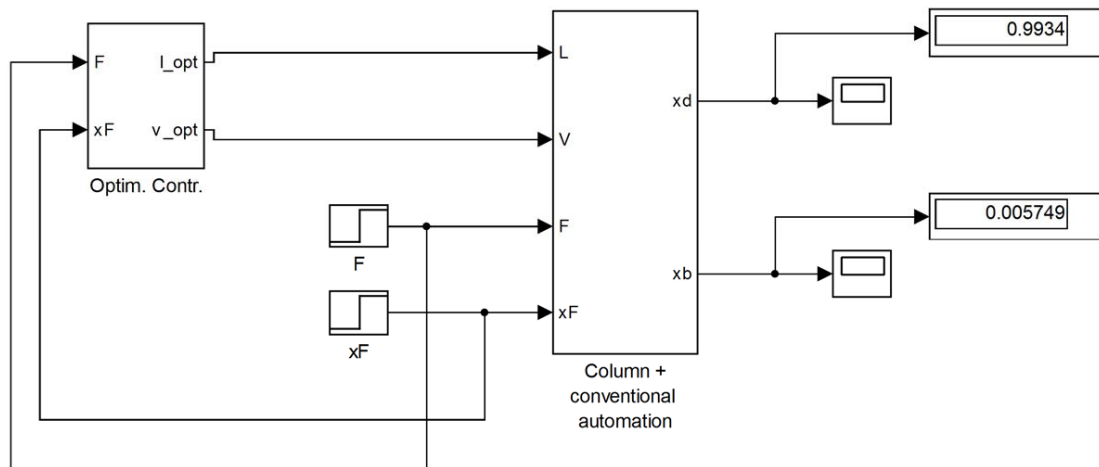 F
xF
l_opt
v_opt
Optim. Contr.
F
xF
L
V
F
xF
xd
xb
Column +
conventional
automation
0.9934
0.005749